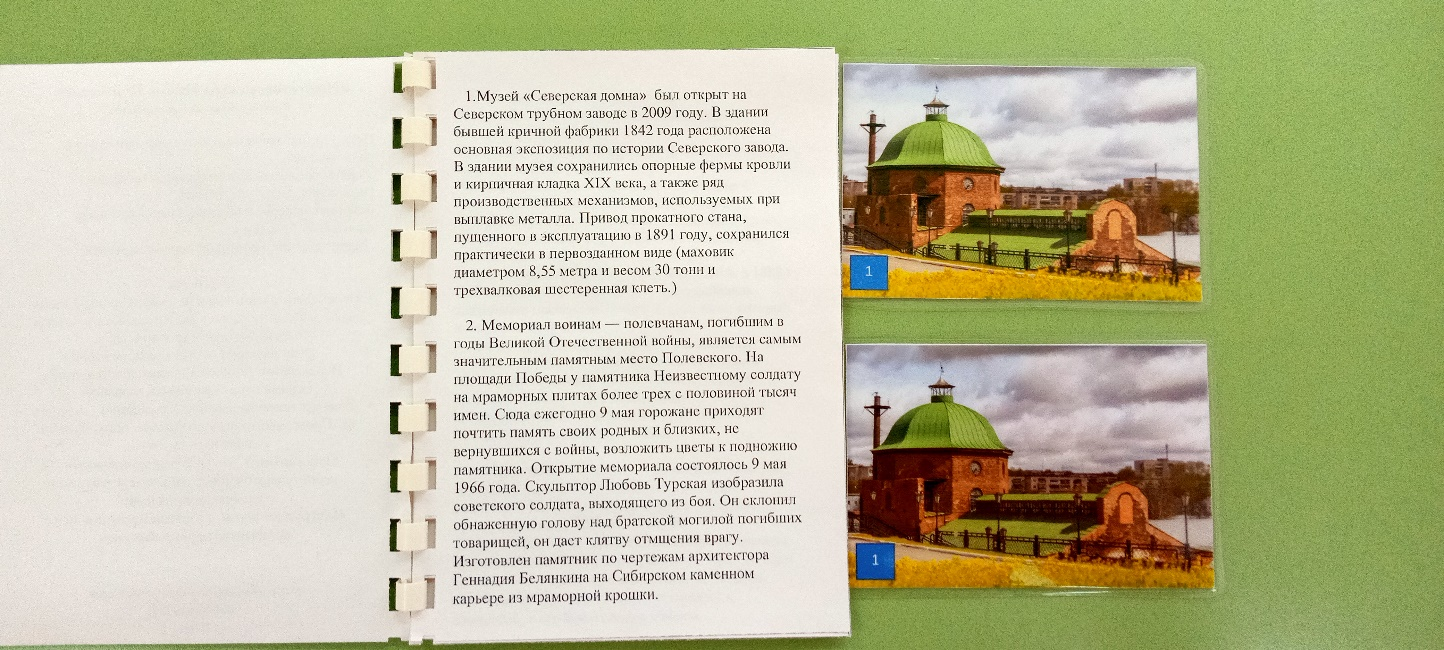 1.Музей «Северская домна» был открыт на
Северском трубном заводе в 2009 году. В здании
бывшей кричной фабрики 1842 года расположена
основная экспозиция по истории Северского завода.
В здании музея сохранились опорные фермы кровли
и кирпичная кладка XIX века, а также ряд
производственных механизмов, используемых при
выплавке металла. Привод прокатного стана,
пущенного в эксплуатацию в 1891 году, сохранился
практически в первозданном виде (маховик
диаметром 8,55 метра и весом 30 тонн и
трехвалковая шестеренная клеть.)
2. Мемориал воинам — полевчанам, погибшим в
годы Великой Отечественной войны, является самым
значительным памятным место Полевского. На
площади Победы у памятника Неизвестному солдату
на мраморных плитах более трех с половиной тысяч
имен. Сюда ежегодно 9 мая горожане приходят
почтить память своих родных и близких, не
вернувшихся с войны, возложить цветы к подножию
памятника. Открытие мемориала состоялось 9 мая
1966 года. Скульптор Любовь Турская изобразила
советского солдата, выходящего из боя. Он склонил
обнаженную голову над братской могилой погибших
товарищей, он дает клятву отмщения врагу.
Изготовлен памятник по чертежам архитектора
Геннадия Белянкина на Сибирском каменном
карьере из мраморной крошки.
1
1